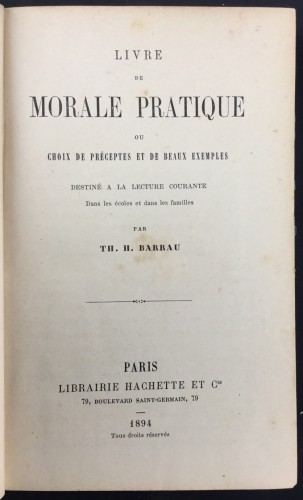 LIVRE
DE
MORALE PRATIQUE
OU
CHOIX DE PRÉCEPTES ET DE BEAUX EXEMPLES
DESTINÉ A LA LECTURE COURANTE
Dans les écoles et dans les familles
PAR
TH. H. BARRAU
PARIS
LIBRAIRIE HACHETTE ET Cie
79, BOULEVARD SAINT-GERMAIN, 79
1894
Tous droits réservés